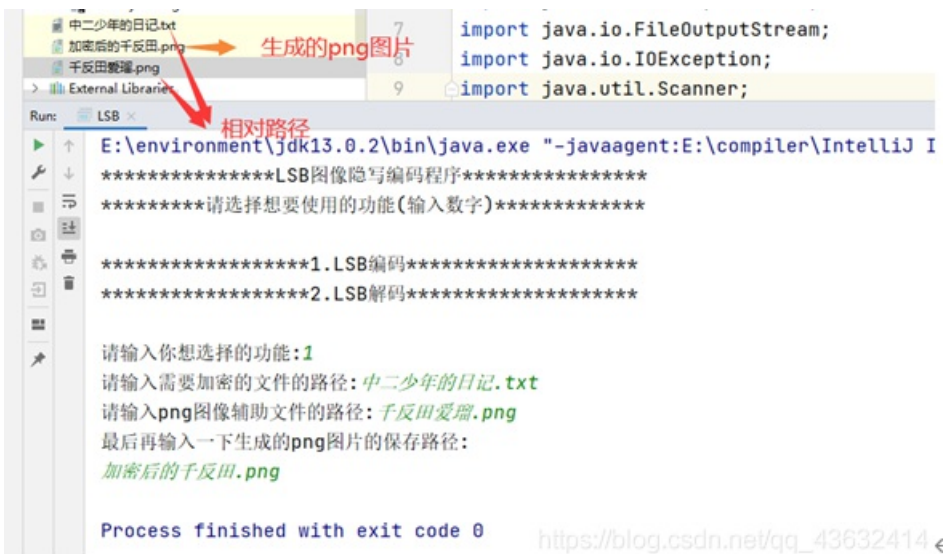 中二少年的日记.txt
加密后的千反田.png
生成的png图片
千反田爱瑠.png
External Libraries
7 import java.io.FileOutputStream;
8 import java.io.IOException;
9 import java.util.Scanner;
Run: LSB ×
相对路径
E:\environment\jdk13.0.2\bin\java.exe "-javaagent:E:\compiler\IntelliJ I
***************LSB图像隐写编码程序****************
*********请选择想要使用的功能(输入数字)*************
******************1.LSB编码********************
******************2.LSB解码********************
请输入你想选择的功能:1
请输入需要加密的文件的路径:中二少年的日记.txt
请输入png图像辅助文件的路径:千反田爱瑠.png
最后再输入一下生成的png图片的保存路径:
加密后的千反田.png
Process finished with exit code 0
https://blog.csdn.net/qq_43632414